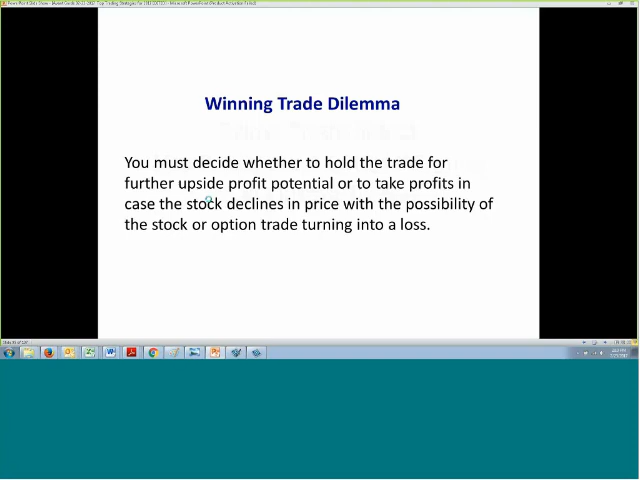 Winning Trade Dilemma
You must decide whether to hold the trade for
further upside profit potential or to take profits in
case the stock declines in price with the possibility of
the stock or option trade turning into a loss.